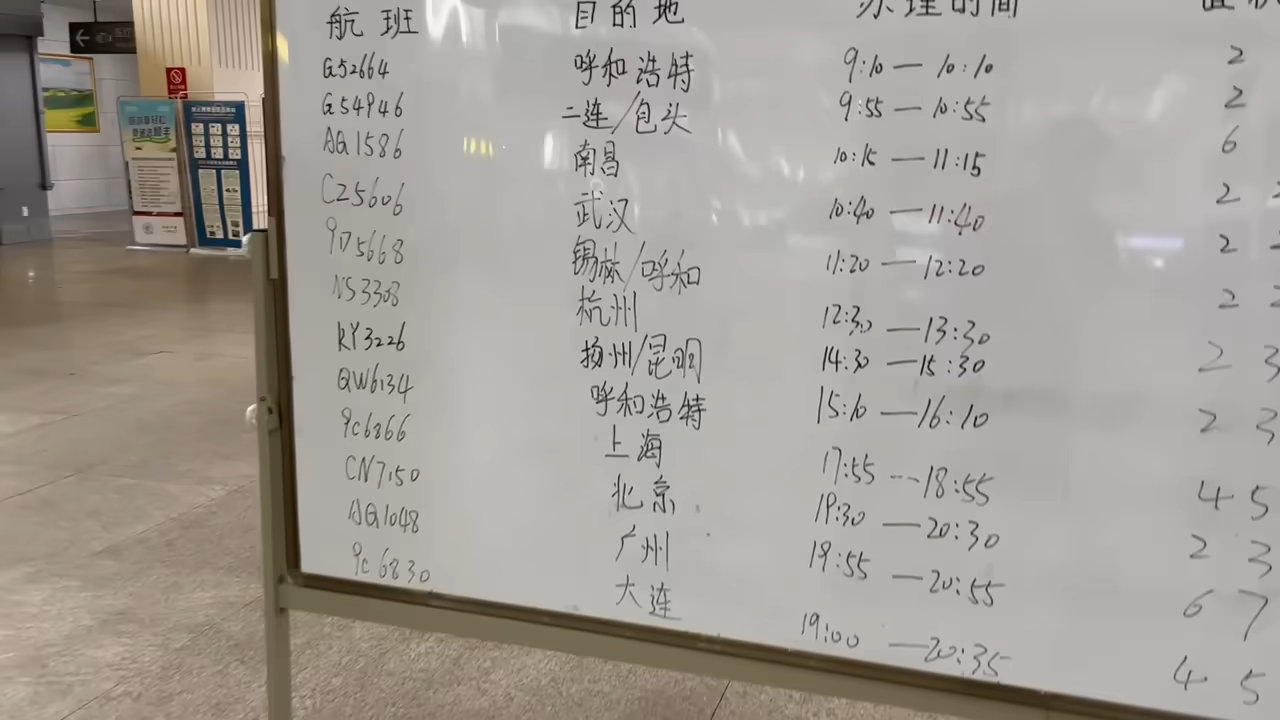 航班 目的地 办理时间
G52664 呼和浩特 9:10 — 10:10 2
G54946 二连/包头 9:55 — 10:55 2
AQ1586 南昌 10:15 — 11:15 6
CZ5606 武汉 10:40 — 11:40 2
9D5668 锡林/呼和 11:20 — 12:20 2
NS3308 杭州 12:30 — 13:30 2
KY3226 扬州/昆明 14:30 — 15:30 2 3
QW6134 呼和浩特 15:10 — 16:10 2 3
9C6866 上海 17:55 — 18:55 4 5
CN7150 北京 19:30 — 20:30 2 3
AQ1048 广州 19:55 — 20:55 6 7
9C6830 大连 19:00 — 20:35 4 5